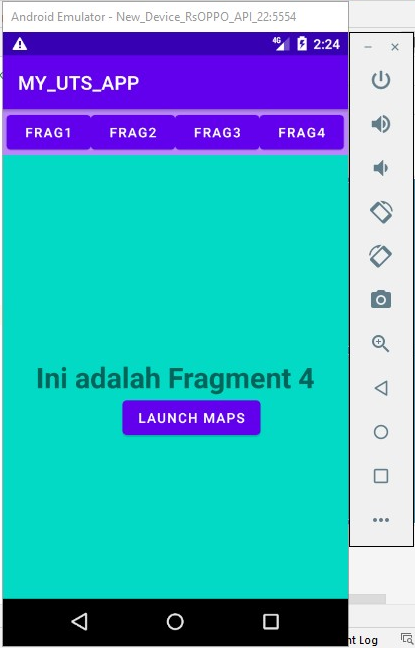 Android Emulator - New_Device_RsOPPO_API_22:5554
4G 2:24
MY_UTS_APP
FRAG1 FRAG2 FRAG3 FRAG4
Ini adalah Fragment 4
LAUNCH MAPS
nt Log